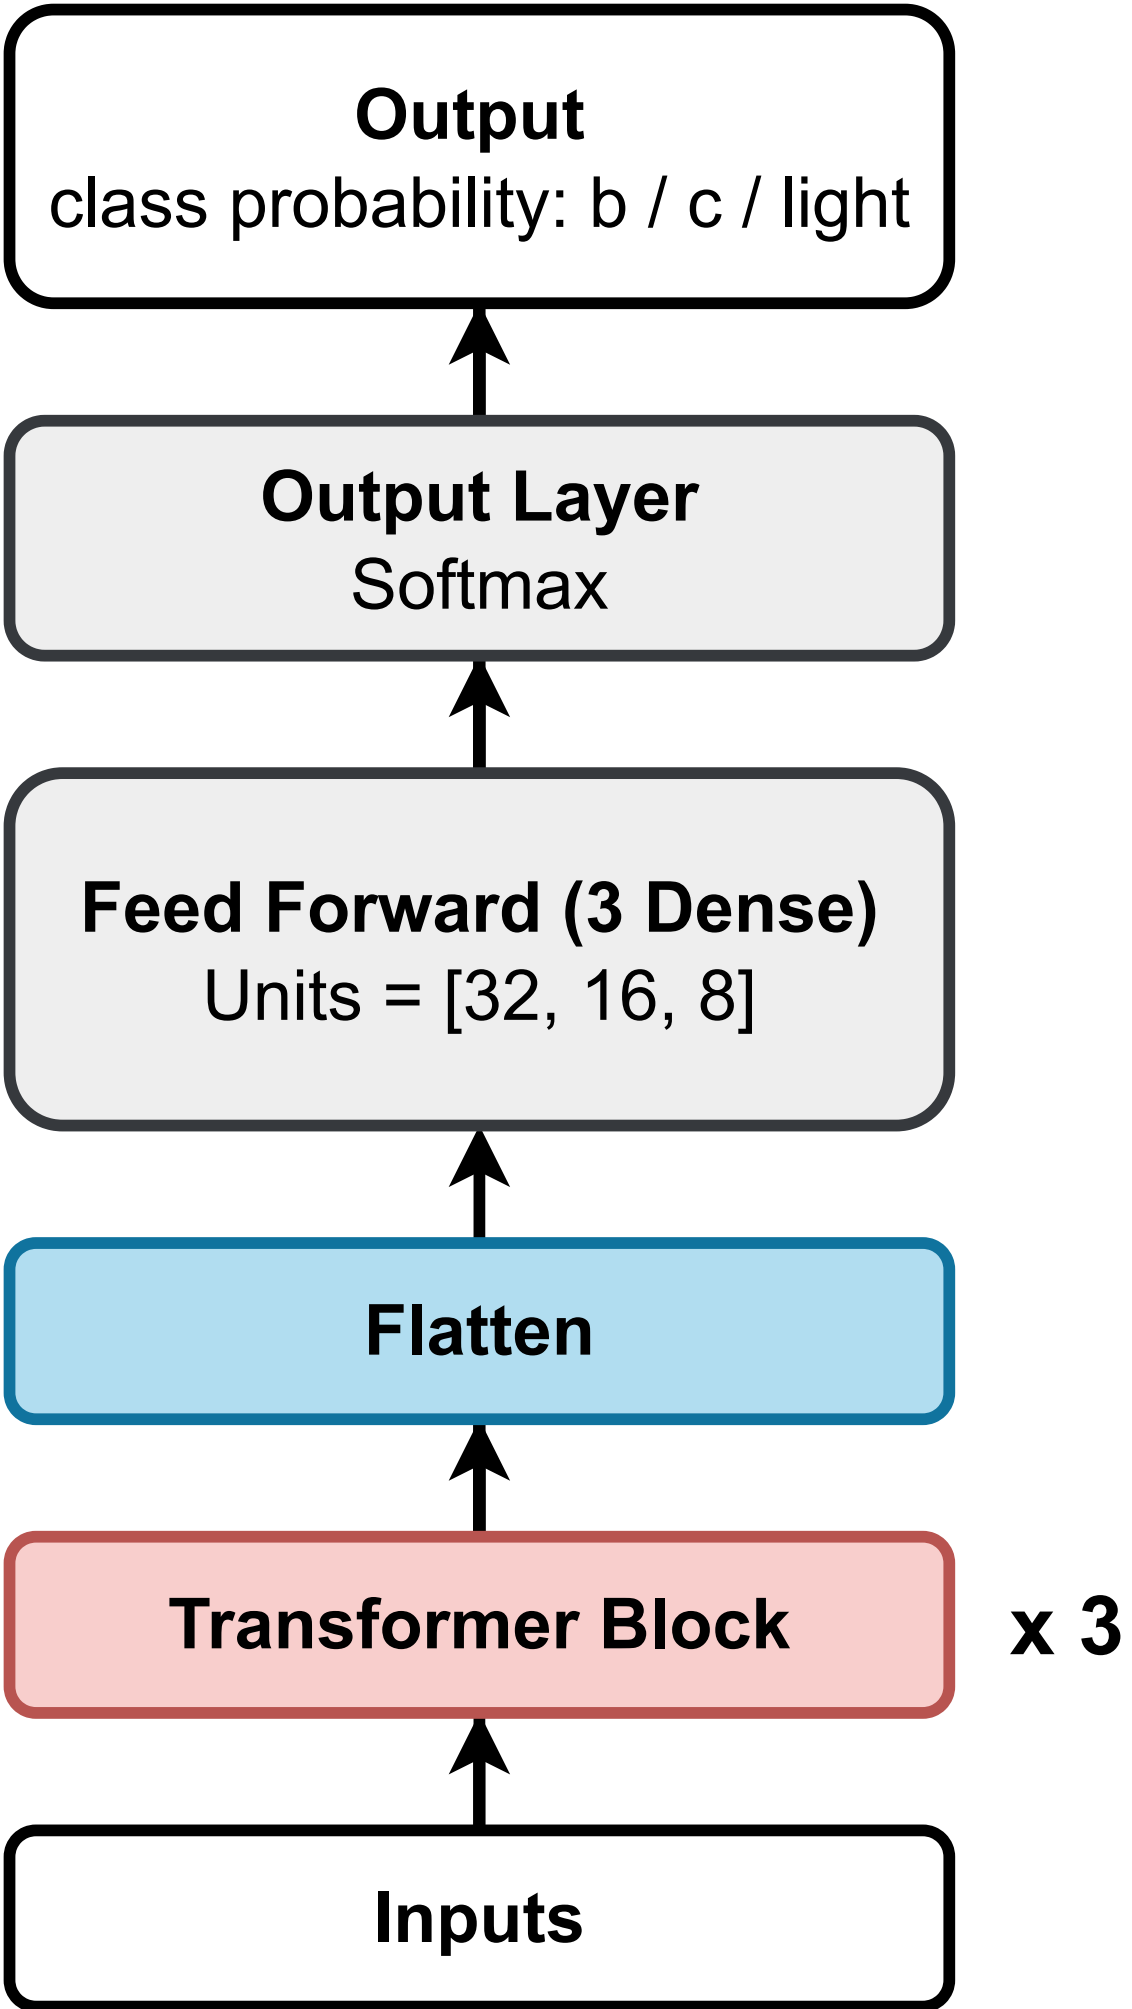 Output
class probability: b / c / light
Output Layer
Softmax
Feed Forward (3 Dense)
Units = [32, 16, 8]
Flatten
Transformer Block
x 3
Inputs